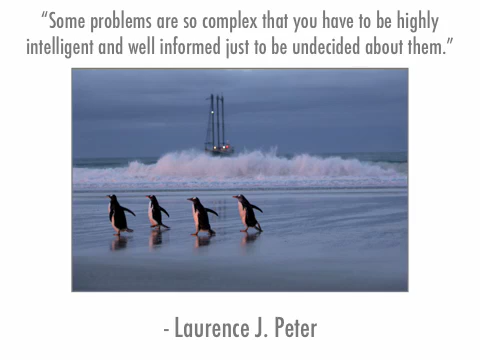 “Some problems are so complex that you have to be highly
intelligent and well informed just to be undecided about them.”
- Laurence J. Peter